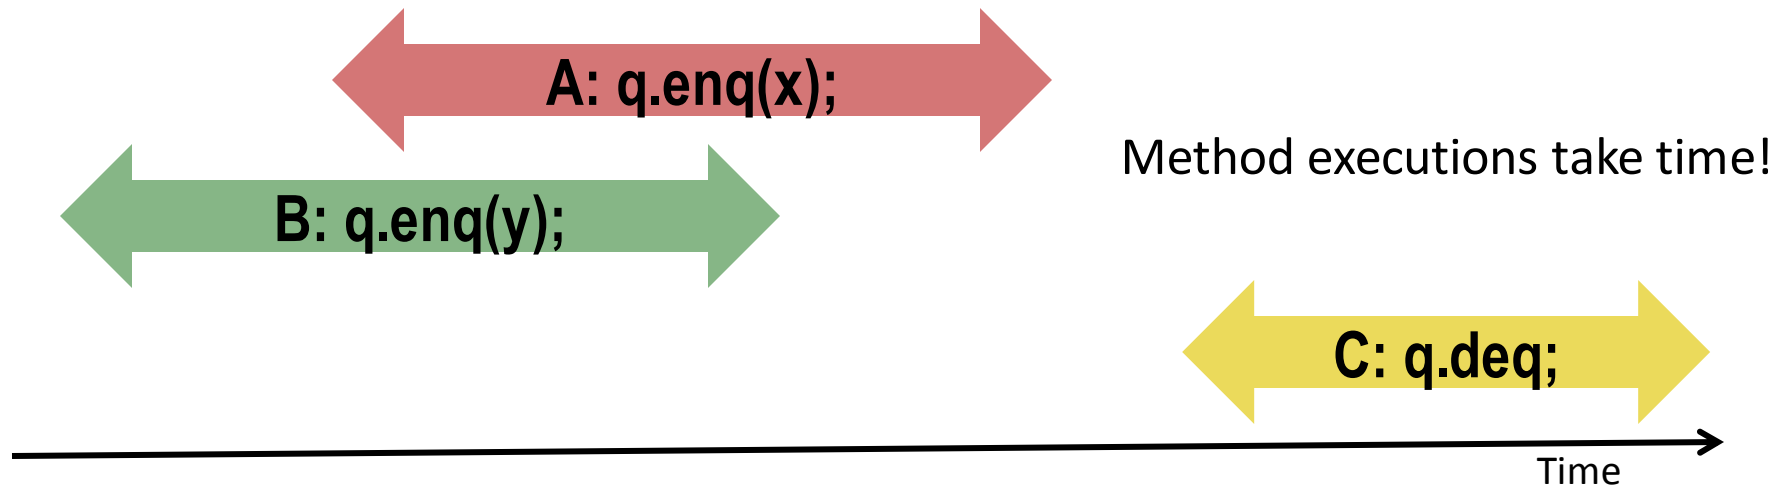 A: q.enq(x);
Method executions take time!
B: q.enq(y);
C: q.deq;
Time